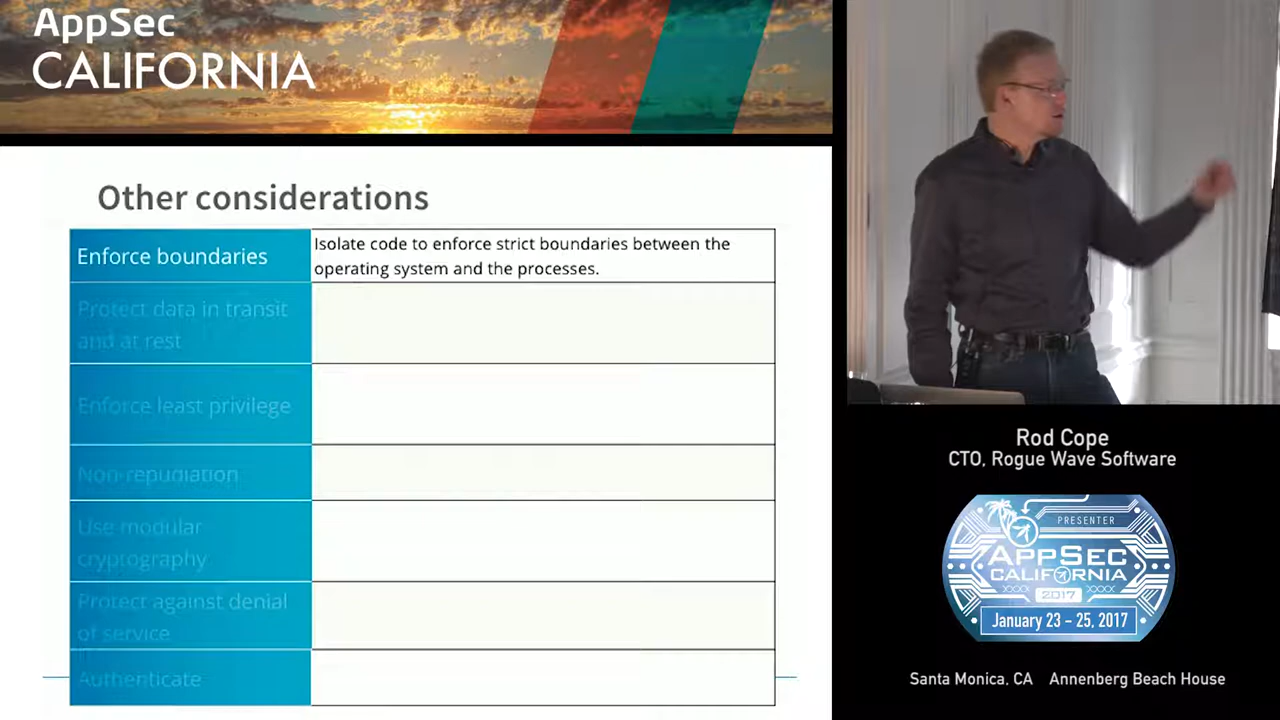 AppSec
CALIFORNIA
Other considerations
Enforce boundaries
Isolate code to enforce strict boundaries between the
operating system and the processes.
Protect data in transit
and at rest
Enforce least privilege
Non-repudiation
Use modular
cryptography
Protect against denial
of service
Authenticate
Rod Cope
CTO, Rogue Wave Software
PRESENTER
APPSEC
CALIFORNIA
2017
January 23 – 25, 2017
Santa Monica, CA Annenberg Beach House